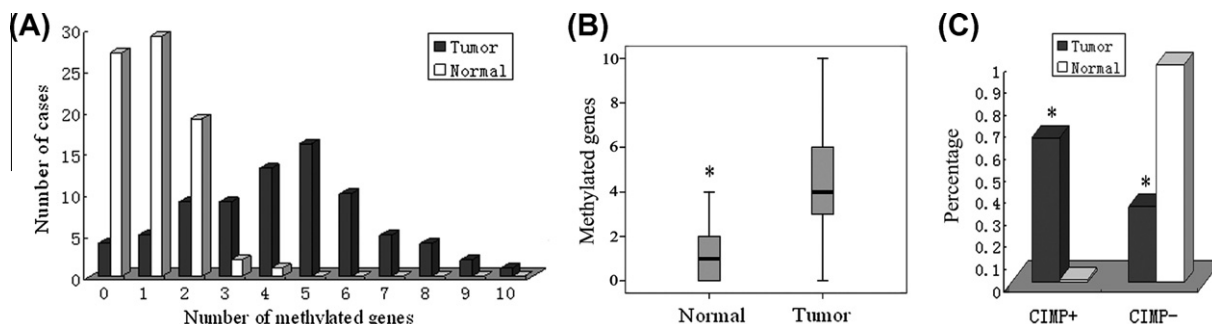 (A)
30
25
20
15
10
5
0
Number of cases
Tumor
Normal
0 1 2 3 4 5 6 7 8 9 10
Number of methylated genes
(B)
10
8
6
4
2
0
Methylated genes
*
Normal Tumor
(C)
Tumor
Normal
1
0.9
0.8
0.7
0.6
0.5
0.4
0.3
0.2
0.1
0
Percentage
*
*
CIMP+ CIMP-